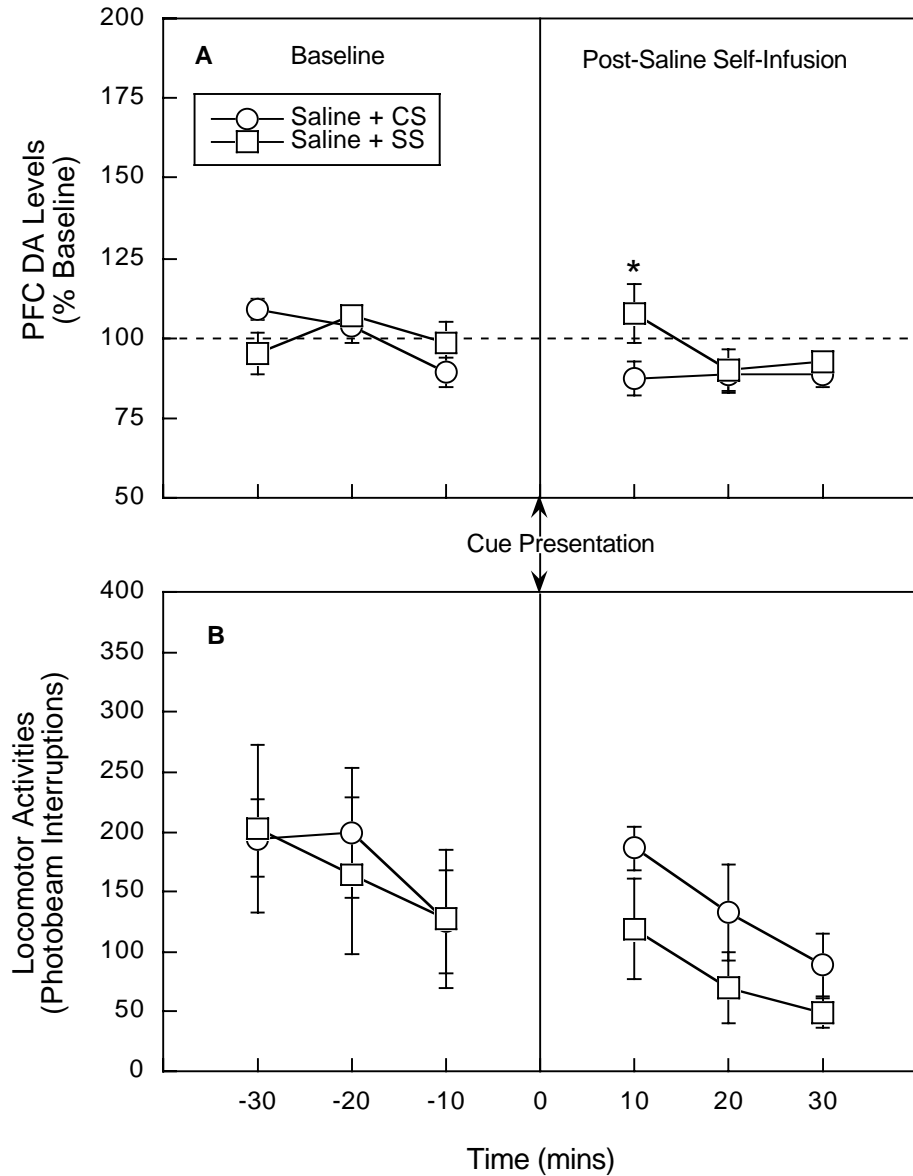 200
175
150
125
100
75
50
PFC DA Levels
(% Baseline)
A
Baseline
Post-Saline Self-Infusion
Saline + CS
Saline + SS
*
Cue Presentation
400
350
300
250
200
150
100
50
0
Locomotor Activities
(Photobeam Interruptions)
B
-30 -20 -10 0 10 20 30
Time (mins)